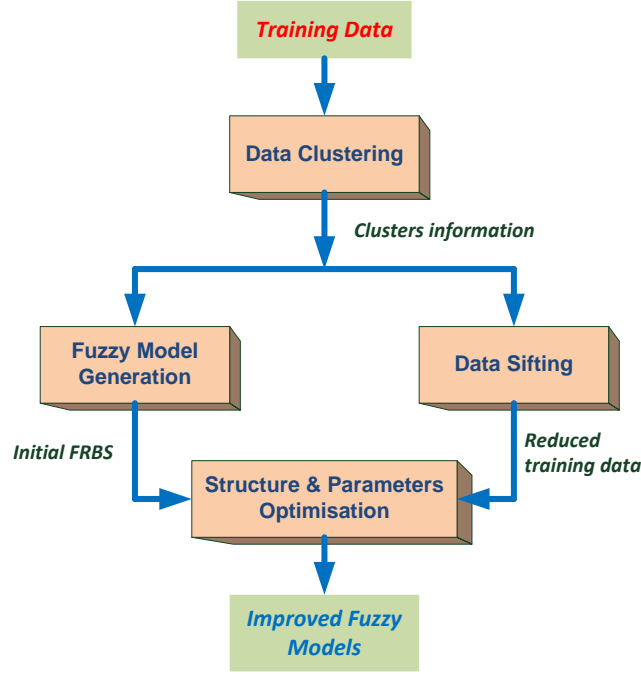 Training Data
Data Clustering
Clusters information
Fuzzy Model
Generation
Data Sifting
Initial FRBS
Reduced
training data
Structure & Parameters
Optimisation
Improved Fuzzy
Models